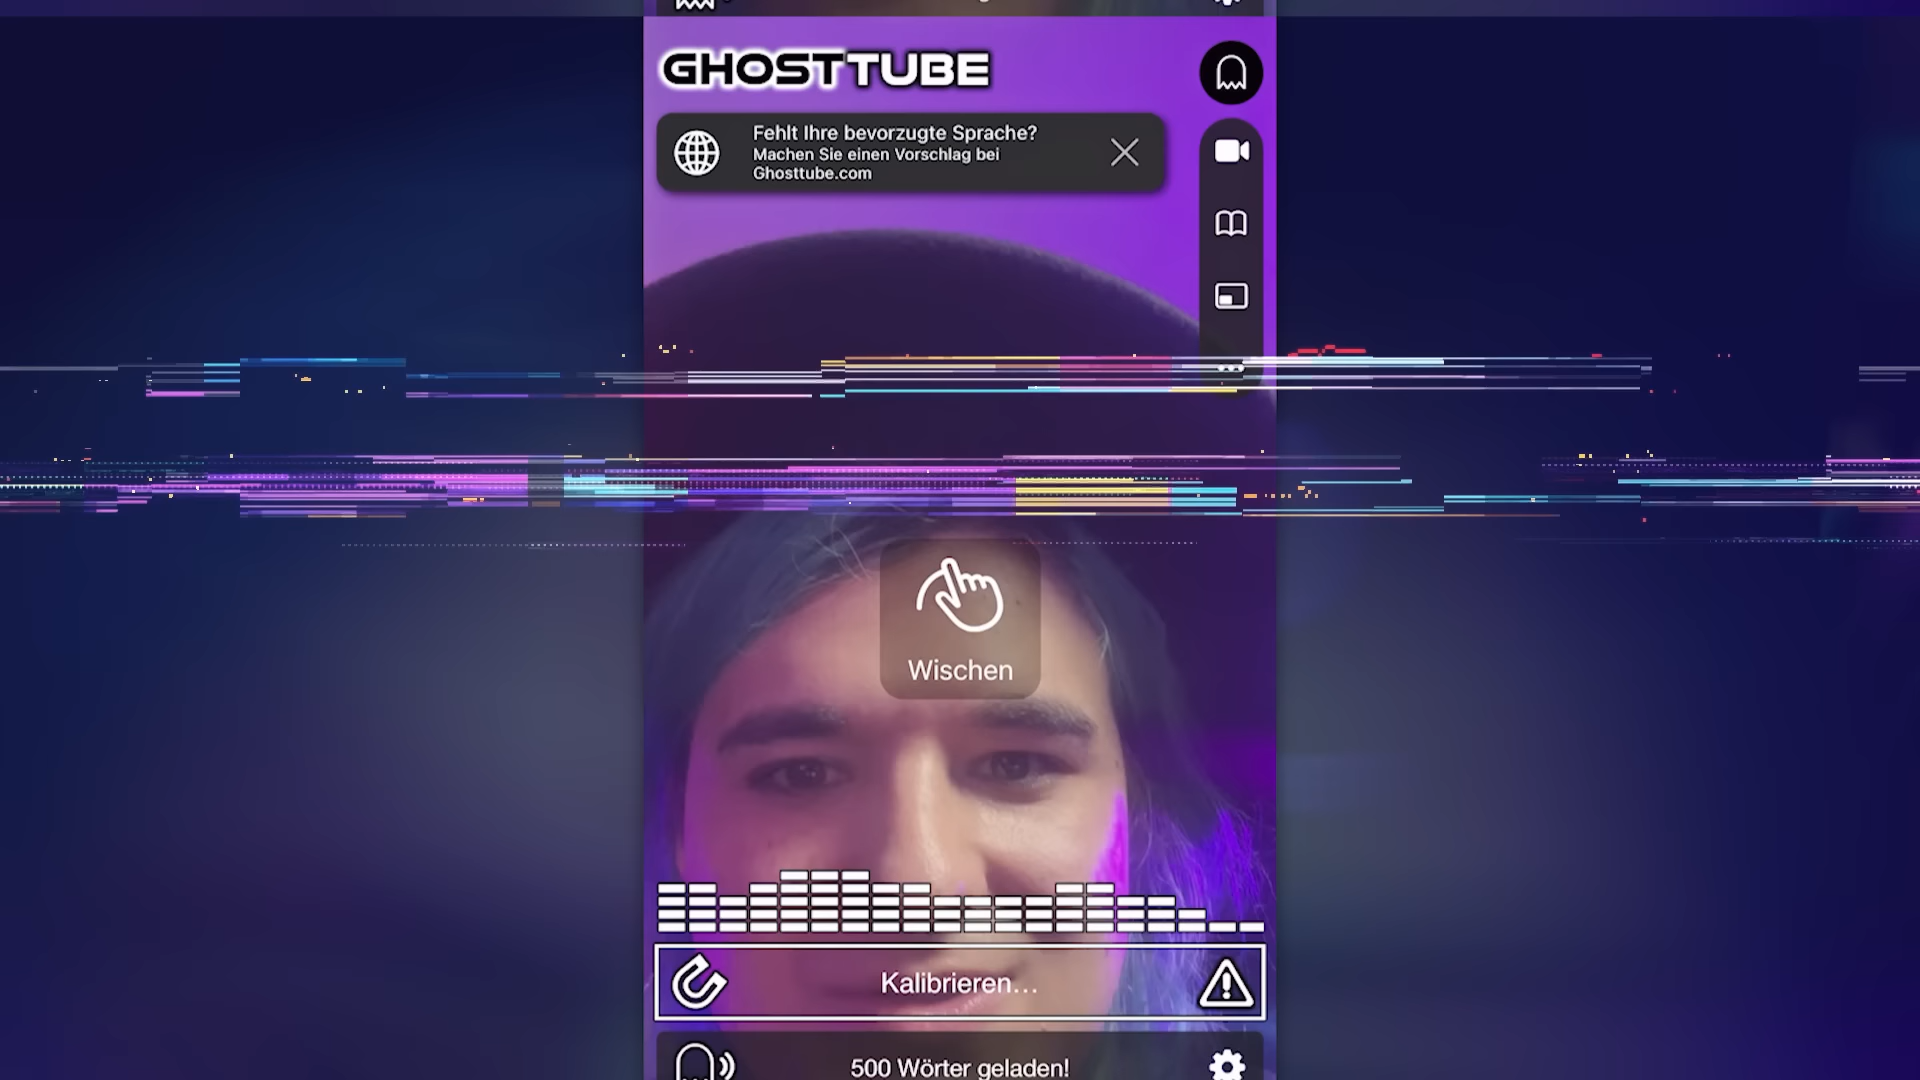 GHOSTTUBE
Fehlt Ihre bevorzugte Sprache?
Machen Sie einen Vorschlag bei
Ghosttube.com
Wischen
Kalibrieren...
500 Wörter geladen!